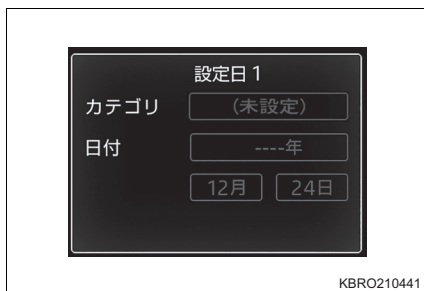 設定日1
カテゴリ (未設定)
日付 ----年
12月 24日
KBRO210441